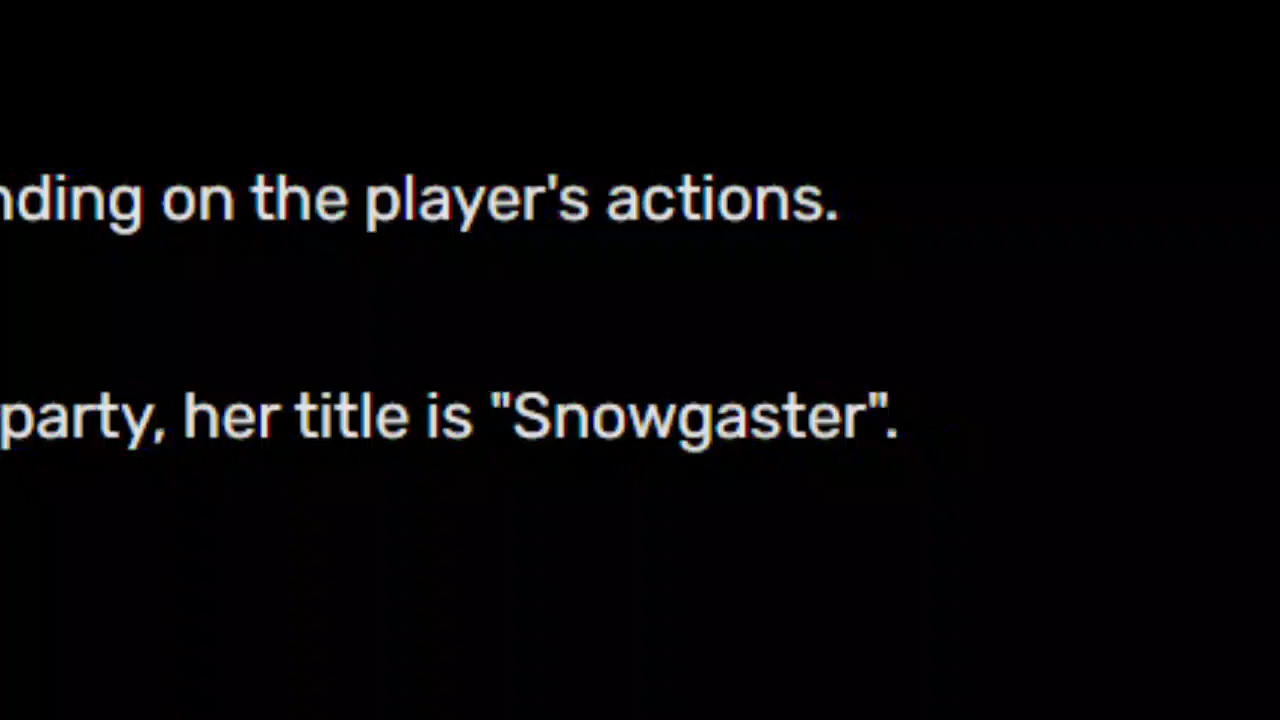 nding on the player's actions.
party, her title is "Snowgaster".